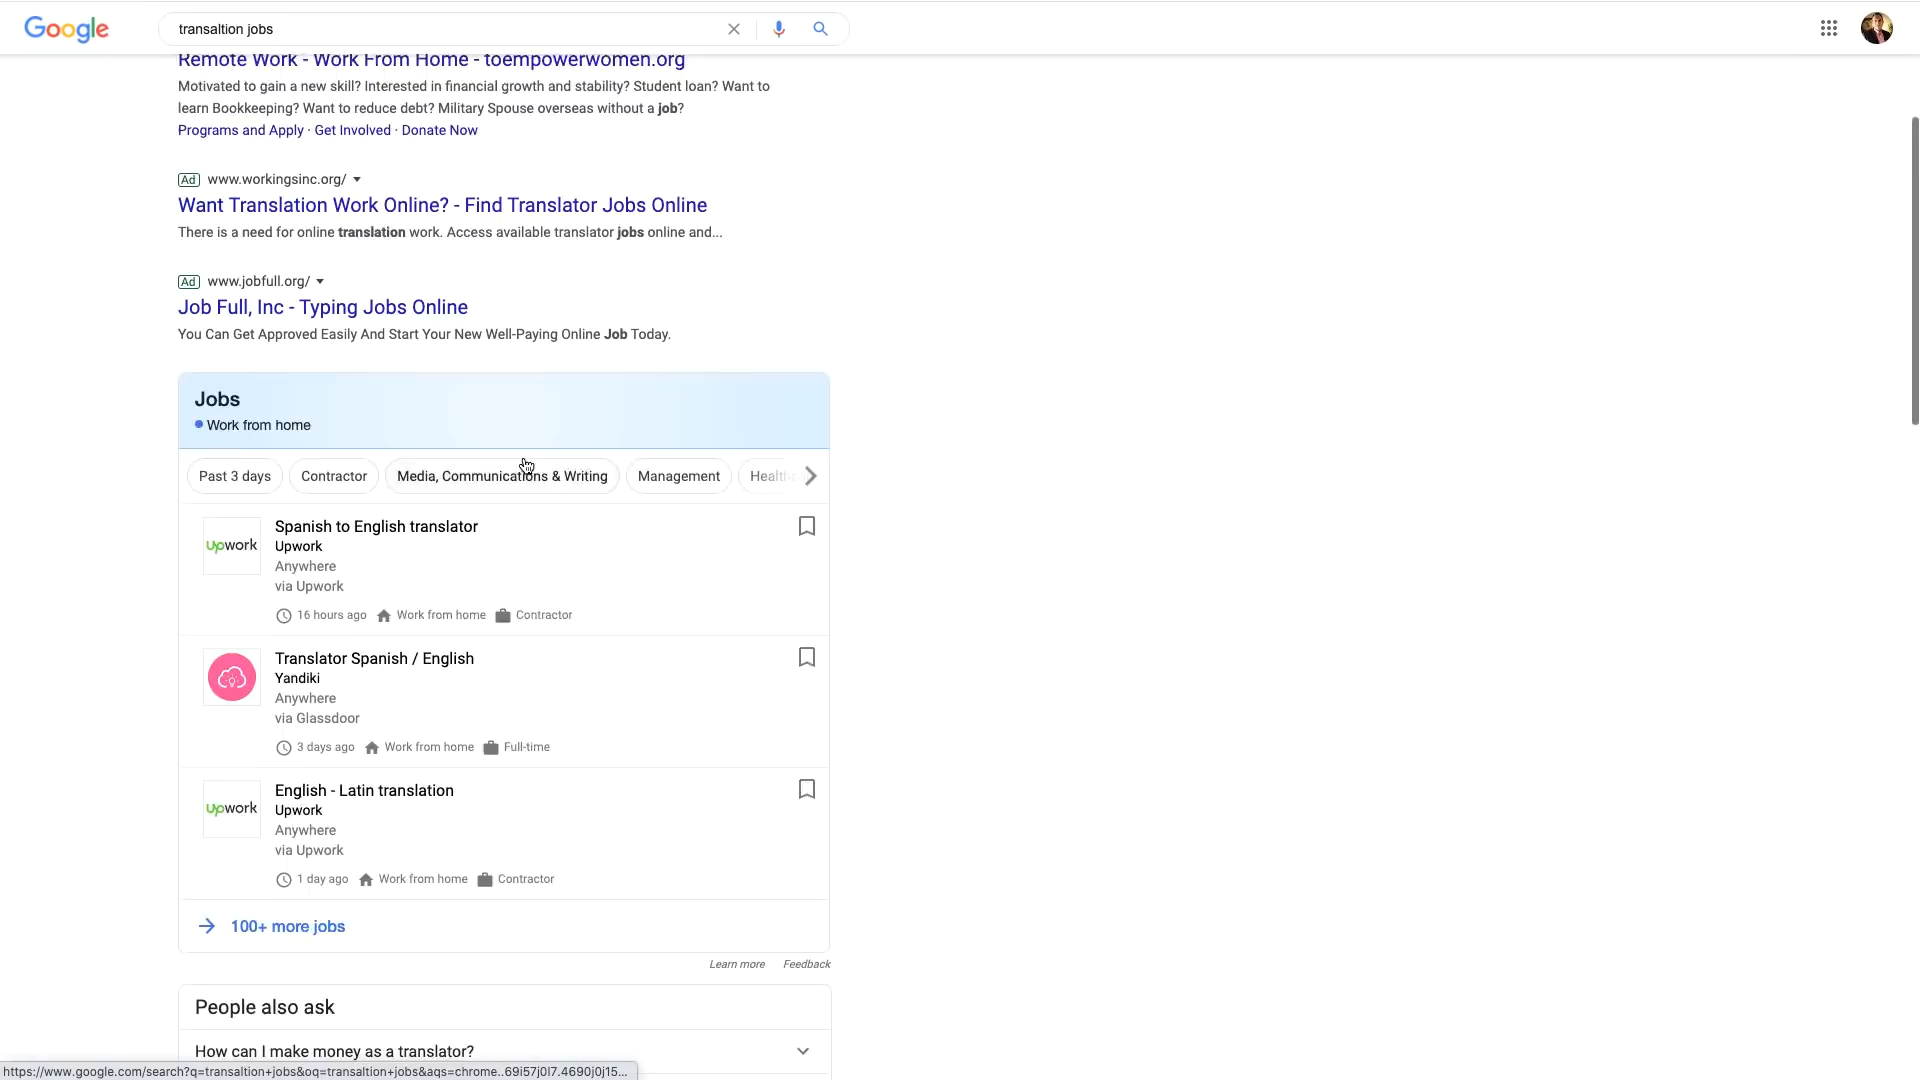 Google
transaltion jobs
Remote Work - Work From Home - toempowerwomen.org
Motivated to gain a new skill? Interested in financial growth and stability? Student loan? Want to
learn Bookkeeping? Want to reduce debt? Military Spouse overseas without a job?
Programs and Apply · Get Involved · Donate Now
Ad www.workingsinc.org/
Want Translation Work Online? - Find Translator Jobs Online
There is a need for online translation work. Access available translator jobs online and...
Ad www.jobfull.org/
Job Full, Inc - Typing Jobs Online
You Can Get Approved Easily And Start Your New Well-Paying Online Job Today.
Jobs
Work from home
Past 3 days Contractor Media, Communications & Writing Management
Spanish to English translator
Upwork
Upwork
Anywhere
via Upwork
16 hours ago Work from home Contractor
Translator Spanish / English
Yandiki
Anywhere
via Glassdoor
3 days ago Work from home Full-time
English - Latin translation
Upwork
Upwork
Anywhere
via Upwork
1 day ago Work from home Contractor
100+ more jobs
Learn more Feedback
People also ask
How can I make money as a translator?
https://www.google.com/search?q=transaltion+jobs&oq=transaltion+jobs&aqs=chrome..69i57j0l7.4690j0j15...